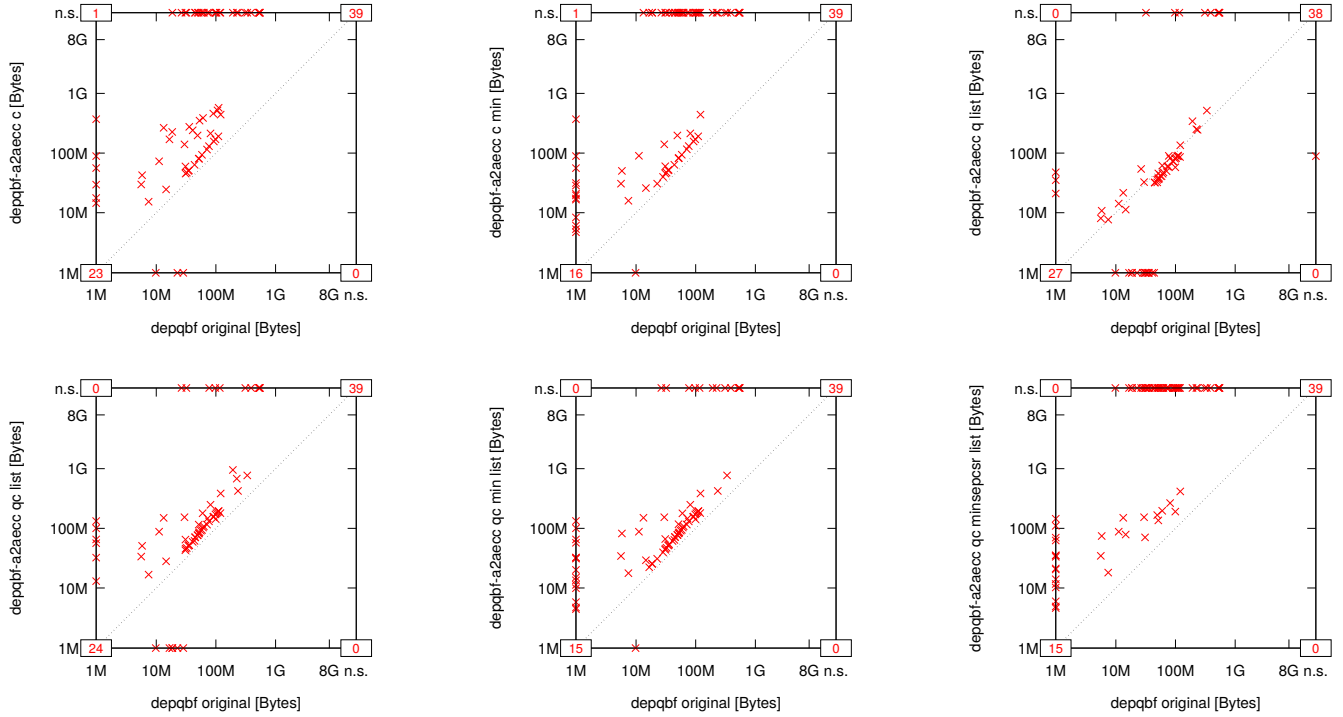 n.s. 1 39
8G
1G
100M
10M
1M 23 0
1M 10M 100M 1G 8G n.s.
depqbf-a2aecc c [Bytes]
depqbf original [Bytes]
n.s. 1 39
8G
1G
100M
10M
1M 16 0
1M 10M 100M 1G 8G n.s.
depqbf-a2aecc c min [Bytes]
depqbf original [Bytes]
n.s. 0 38
8G
1G
100M
10M
1M 27 0
1M 10M 100M 1G 8G n.s.
depqbf-a2aecc q list [Bytes]
depqbf original [Bytes]
n.s. 0 39
8G
1G
100M
10M
1M 24 0
1M 10M 100M 1G 8G n.s.
depqbf-a2aecc qc list [Bytes]
depqbf original [Bytes]
n.s. 0 39
8G
1G
100M
10M
1M 15 0
1M 10M 100M 1G 8G n.s.
depqbf-a2aecc qc min list [Bytes]
depqbf original [Bytes]
n.s. 0 39
8G
1G
100M
10M
1M 15 0
1M 10M 100M 1G 8G n.s.
depqbf-a2aecc qc minsepcsr list [Bytes]
depqbf original [Bytes]